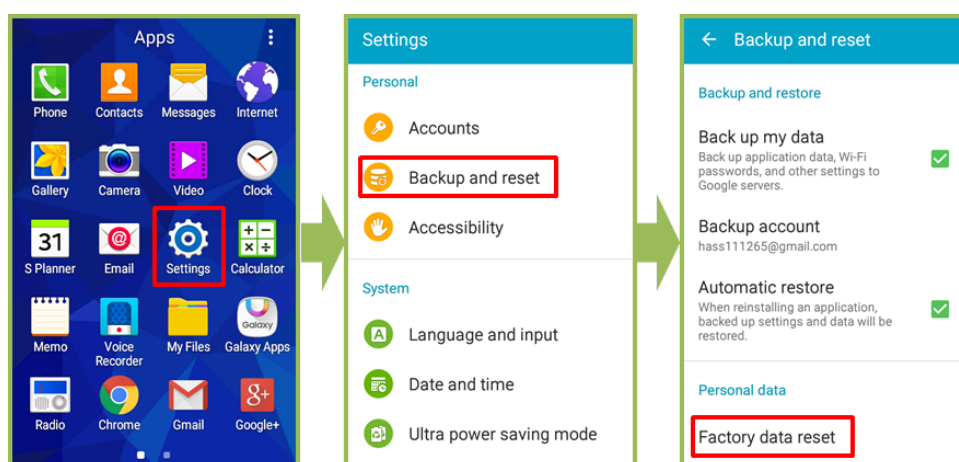 Apps
Phone Contacts Messages Internet
Gallery Camera Video Clock
31
@
+ - × ÷
S Planner Email Settings Calculator
Galaxy
Memo Voice Recorder My Files Galaxy Apps
8+
Radio Chrome Gmail Google+
Settings
Personal
Accounts
Backup and reset
Accessibility
System
A
Language and input
Date and time
Ultra power saving mode
Backup and reset
Backup and restore
Back up my data
Back up application data, Wi-Fi
passwords, and other settings to
Google servers.
Backup account
hass111265@gmail.com
Automatic restore
When reinstalling an application,
backed up settings and data will be
restored.
Personal data
Factory data reset